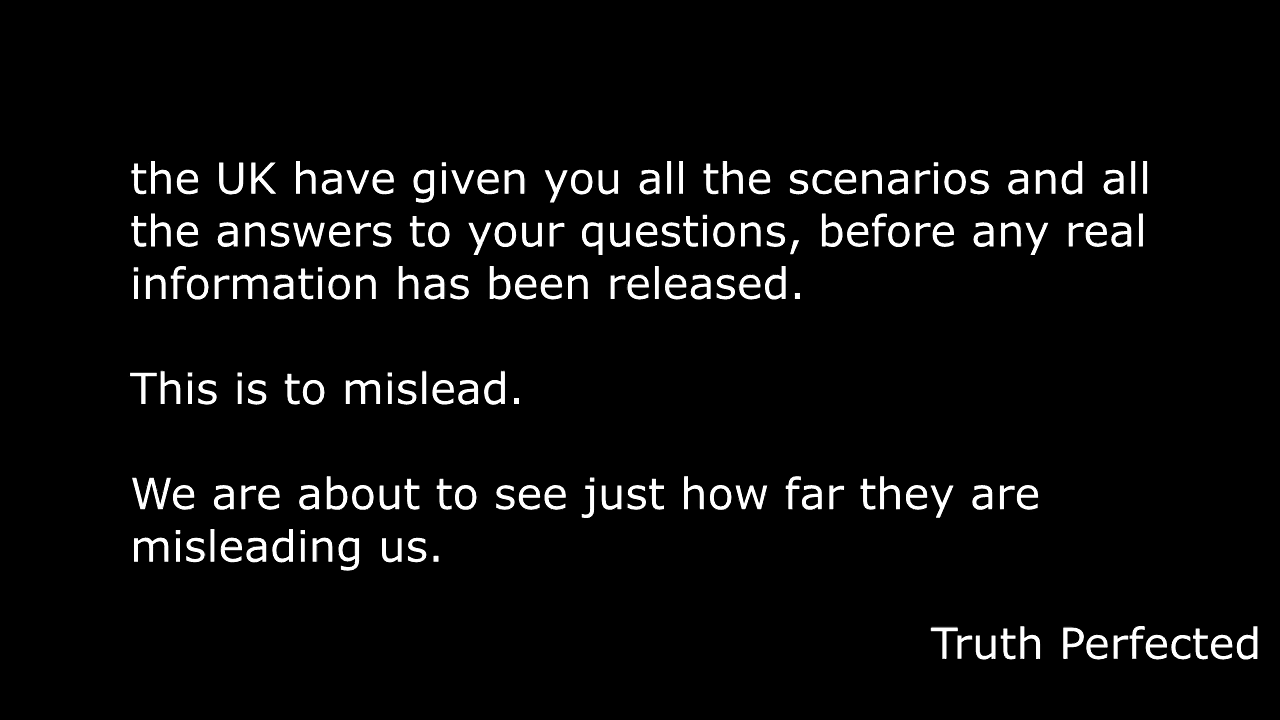 the UK have given you all the scenarios and all
the answers to your questions, before any real
information has been released.
This is to mislead.
We are about to see just how far they are
misleading us.
Truth Perfected